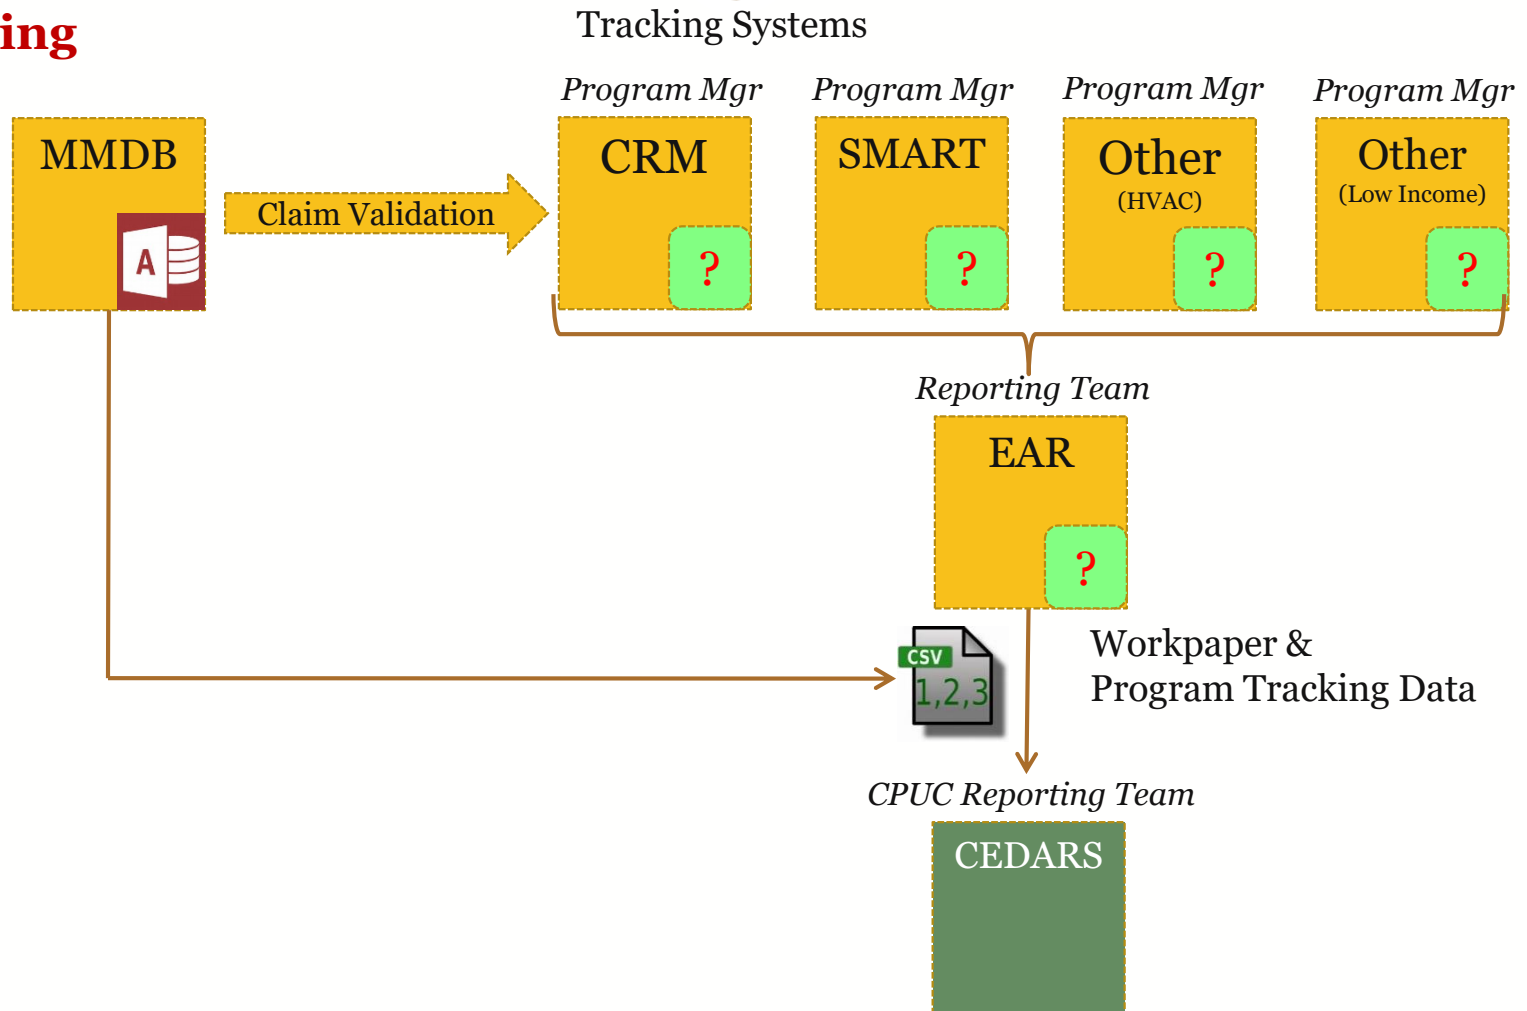 ing
Tracking Systems
Program Mgr
Program Mgr
Program Mgr
Program Mgr
MMDB
A
Claim Validation
CRM
?
SMART
?
Other
(HVAC)
?
Other
(Low Income)
?
Reporting Team
EAR
?
CSV
1,2,3
Workpaper &
Program Tracking Data
CPUC Reporting Team
CEDARS